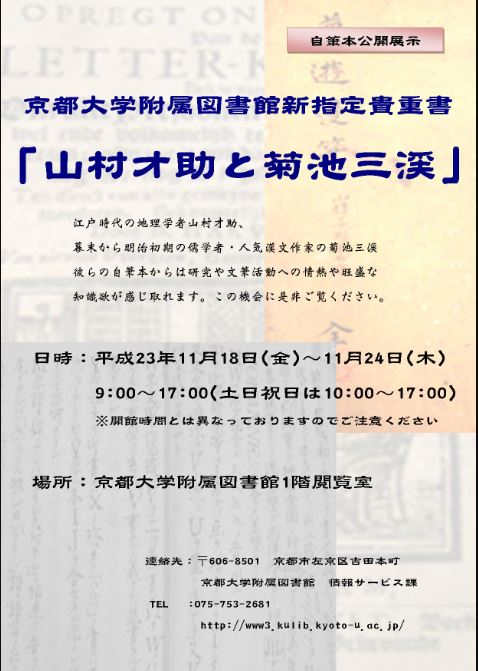 自筞本公開展示
京都大学附属図書館新指定貴重書
「山村才助と菊池三溪」
江戸時代の地理学者山村才助、
幕末から明治初期の儒学者・人気漢文作家の菊池三渓
彼らの自筆本からは研究や文筆活動への情熱や旺盛な
知識欲が感じ取れます。この機会に是非ご覧ください。
日時:平成23年11月18日(金)～11月24日(木)
9:00～17:00(土日祝日は10:00～17:00)
※開館時間とは異なっておりますのでご注意ください
場所:京都大学附属図書館1階閲覧室
連絡先:〒606-8501 京都市左京区吉田本町
京都大学附属図書館 情報サービス課
TEL :075-753-2681
http://www3.kulib.kyoto-u.ac.jp/